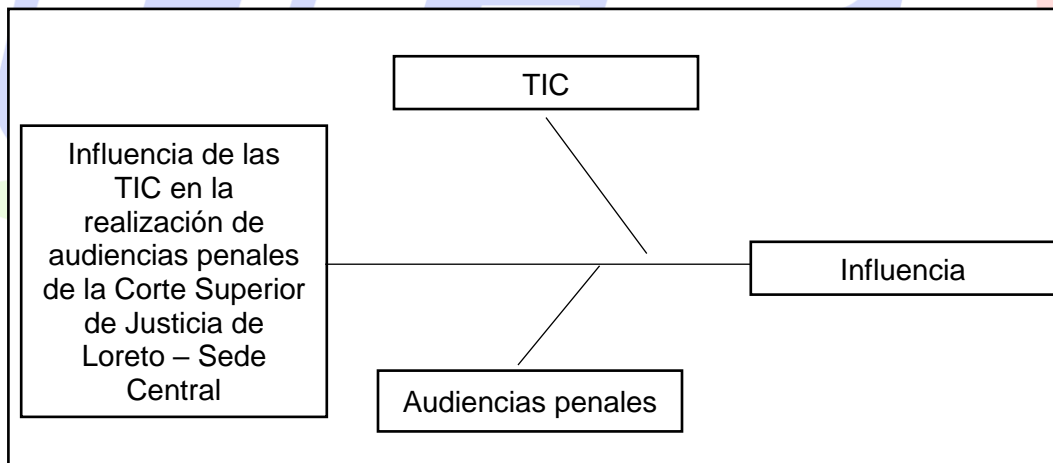 TIC
Influencia de las
TIC en la
realización de
audiencias penales
de la Corte Superior
de Justicia de
Loreto – Sede
Central
Influencia
Audiencias penales